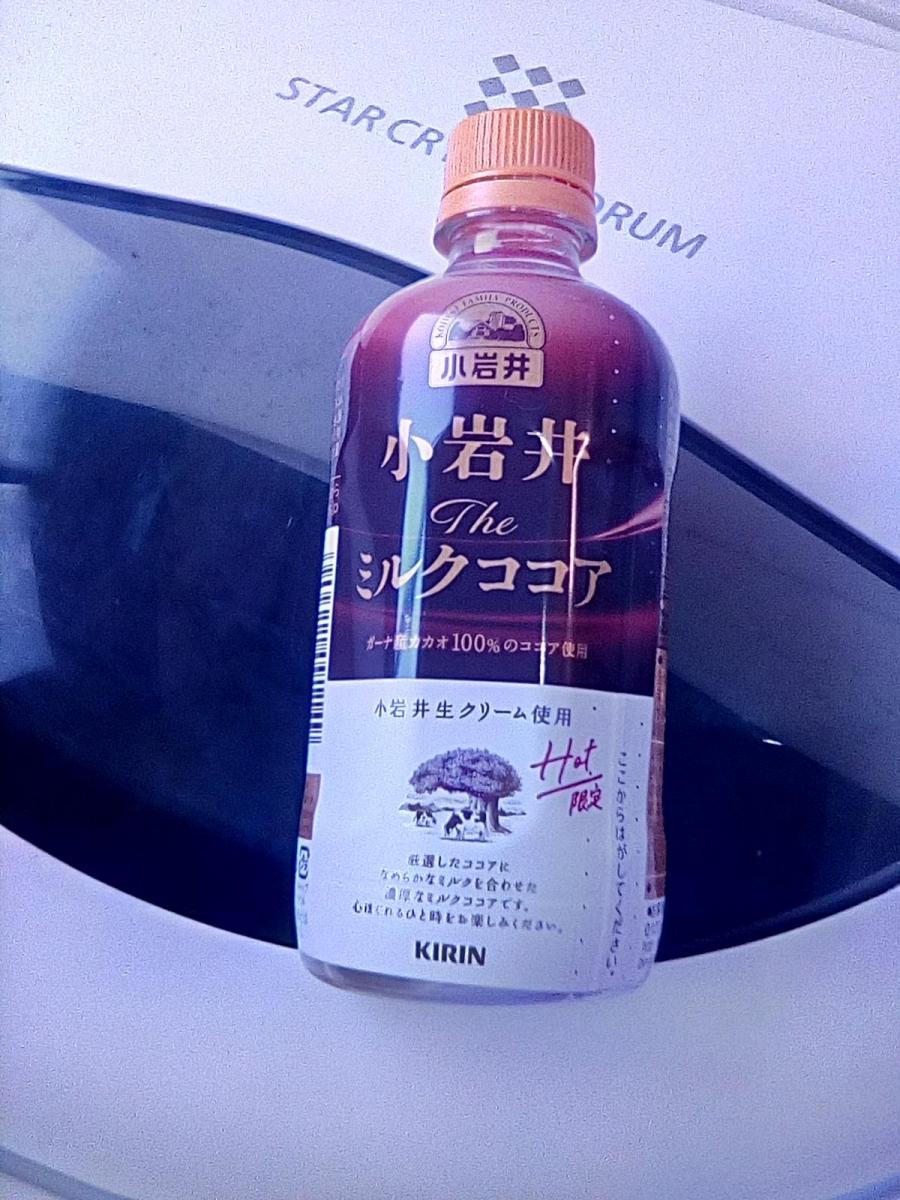 STAR CR
DRUM
KOIWAI FAMILY PRODUCTS
小岩井
小岩井
The
ミルクココア
ガーナ産カカオ100%のココア使用
小岩井生クリーム使用
Hot
限定
厳選したココアに
なめらかなミルクを合わせた
濃厚なミルクココアです。
心ほぐれるひと時をお楽しみください。
KIRIN
ここからはがしてください。